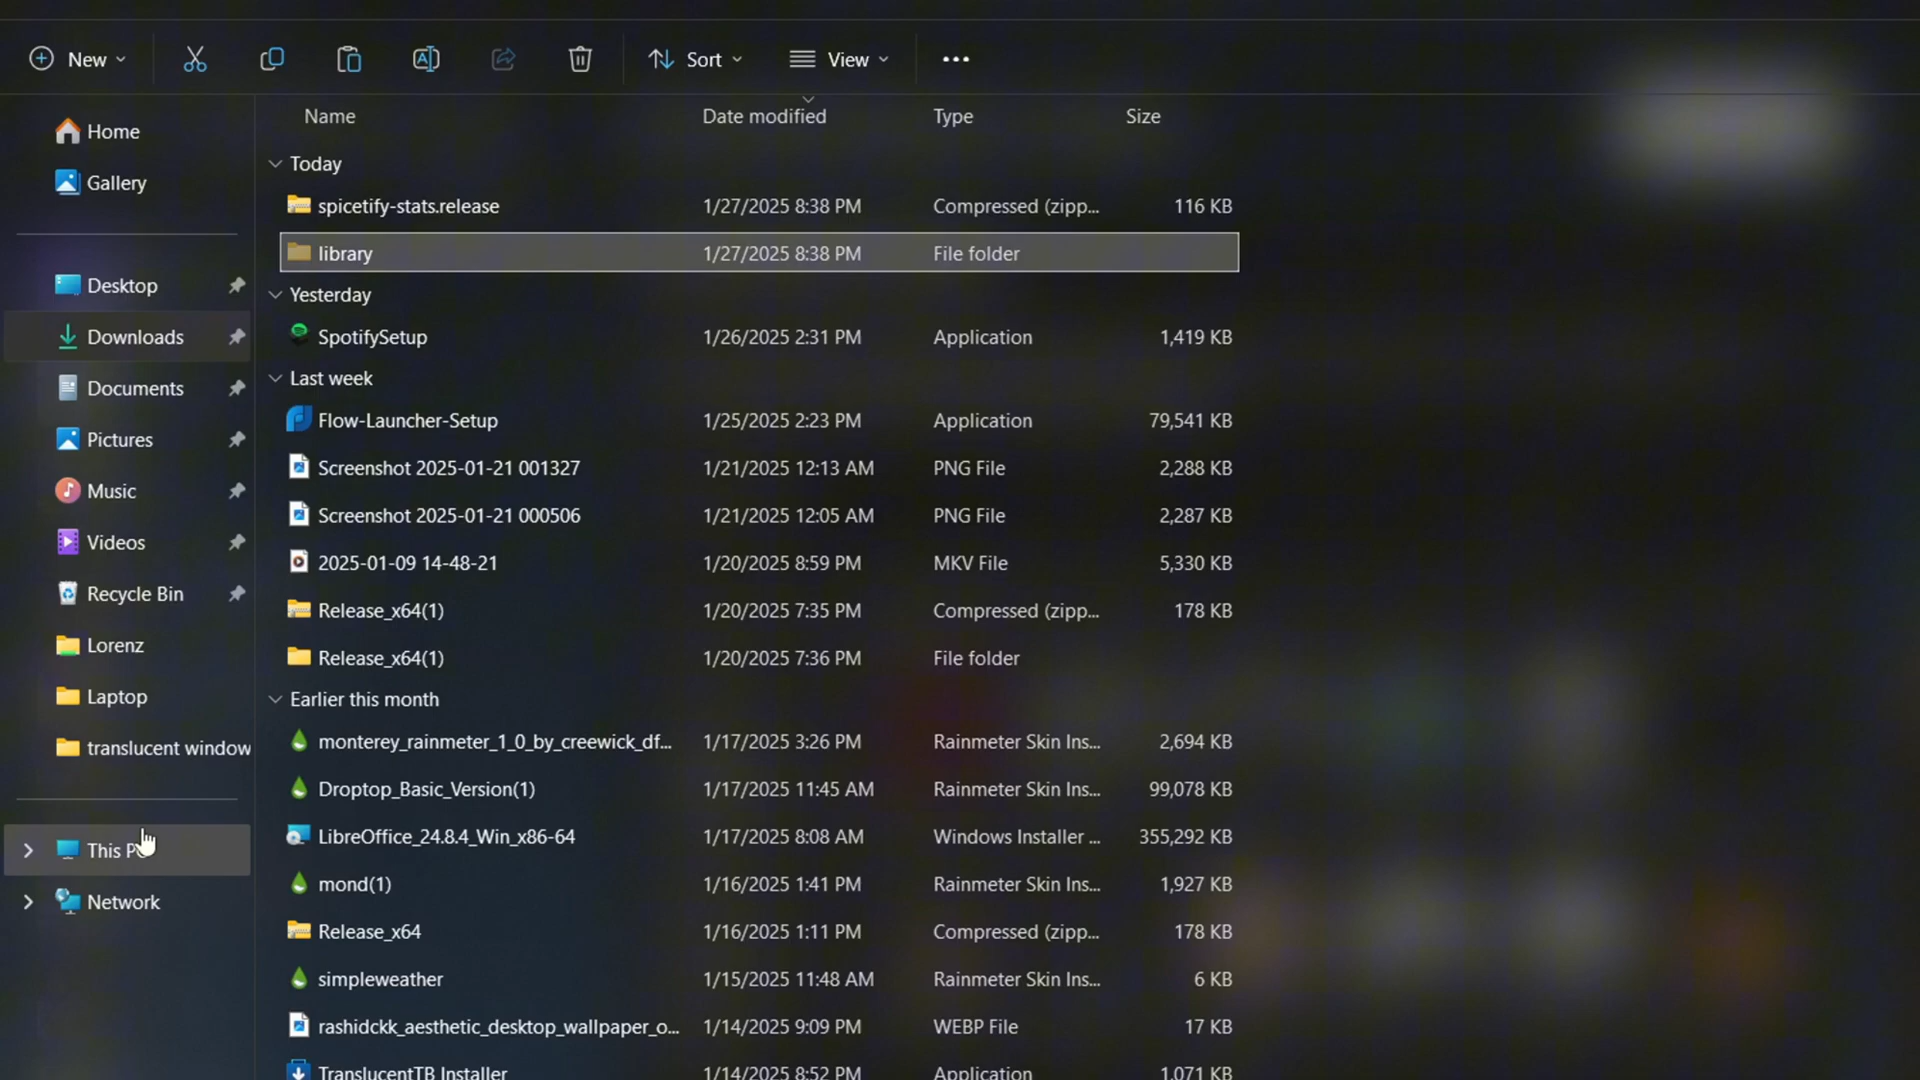 New Sort View
Name Date modified Type Size
Home
Gallery
Desktop
Downloads
Documents
Pictures
Music
Videos
Recycle Bin
Lorenz
Laptop
translucent window
This P
Network
Today
spicetify-stats.release 1/27/2025 8:38 PM Compressed (zipp... 116 KB
library 1/27/2025 8:38 PM File folder
Yesterday
SpotifySetup 1/26/2025 2:31 PM Application 1,419 KB
Last week
Flow-Launcher-Setup 1/25/2025 2:23 PM Application 79,541 KB
Screenshot 2025-01-21 001327 1/21/2025 12:13 AM PNG File 2,288 KB
Screenshot 2025-01-21 000506 1/21/2025 12:05 AM PNG File 2,287 KB
2025-01-09 14-48-21 1/20/2025 8:59 PM MKV File 5,330 KB
Release_x64(1) 1/20/2025 7:35 PM Compressed (zipp... 178 KB
Release_x64(1) 1/20/2025 7:36 PM File folder
Earlier this month
monterey_rainmeter_1_0_by_creewick_df... 1/17/2025 3:26 PM Rainmeter Skin Ins... 2,694 KB
Droptop_Basic_Version(1) 1/17/2025 11:45 AM Rainmeter Skin Ins... 99,078 KB
LibreOffice_24.8.4_Win_x86-64 1/17/2025 8:08 AM Windows Installer ... 355,292 KB
mond(1) 1/16/2025 1:41 PM Rainmeter Skin Ins... 1,927 KB
Release_x64 1/16/2025 1:11 PM Compressed (zipp... 178 KB
simpleweather 1/15/2025 11:48 AM Rainmeter Skin Ins... 6 KB
rashidckk_aesthetic_desktop_wallpaper_o... 1/14/2025 9:09 PM WEBP File 17 KB
TranslucentTB Installer 1/14/2025 8:52 PM Application 1,071 KB